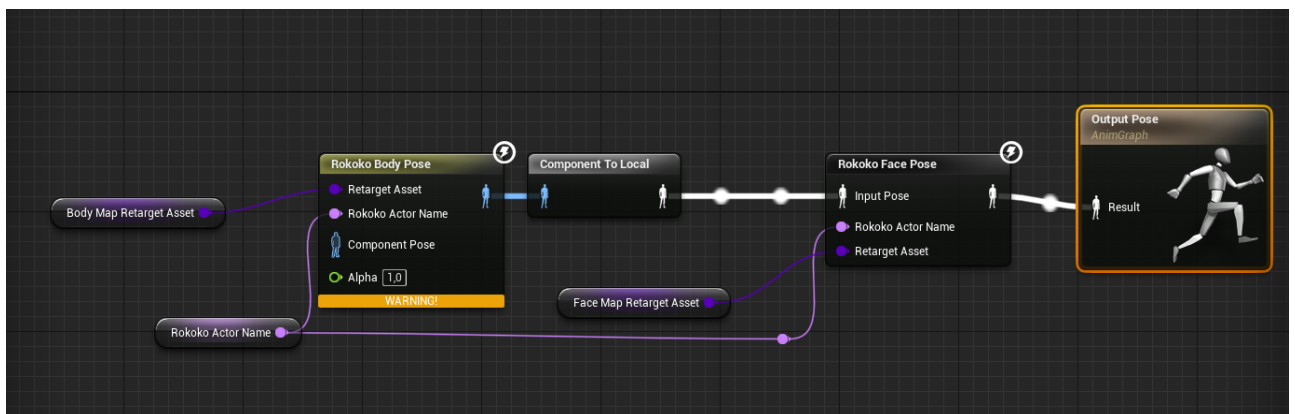 Output Pose
AnimGraph
Result
Rokoko Body Pose
Retarget Asset
Rokoko Actor Name
Component Pose
Alpha 1,0
WARNING!
Component To Local
Rokoko Face Pose
Input Pose
Rokoko Actor Name
Retarget Asset
Body Map Retarget Asset
Face Map Retarget Asset
Rokoko Actor Name